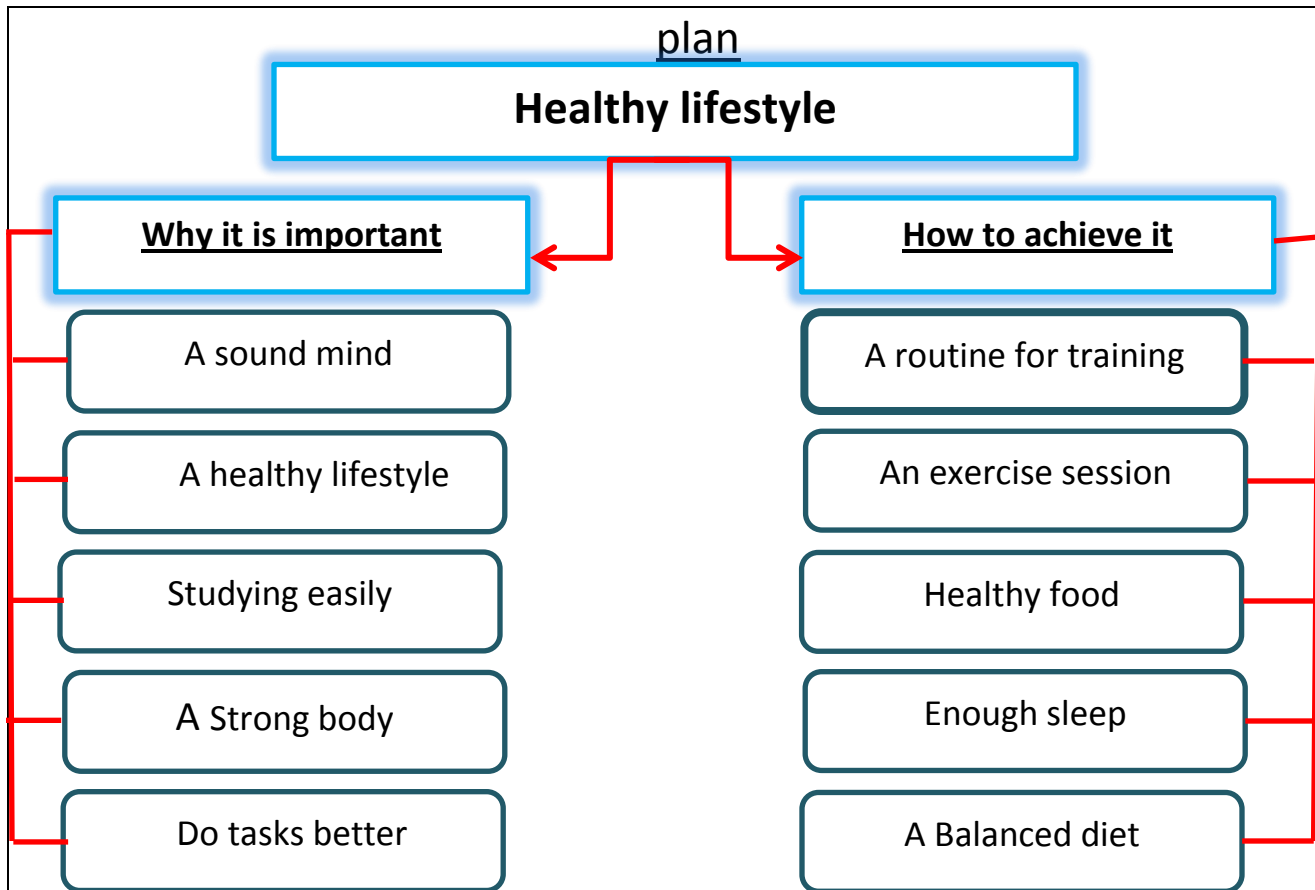 plan
Healthy lifestyle
Why it is important
How to achieve it
A sound mind
A routine for training
A healthy lifestyle
An exercise session
Studying easily
Healthy food
A Strong body
Enough sleep
Do tasks better
A Balanced diet